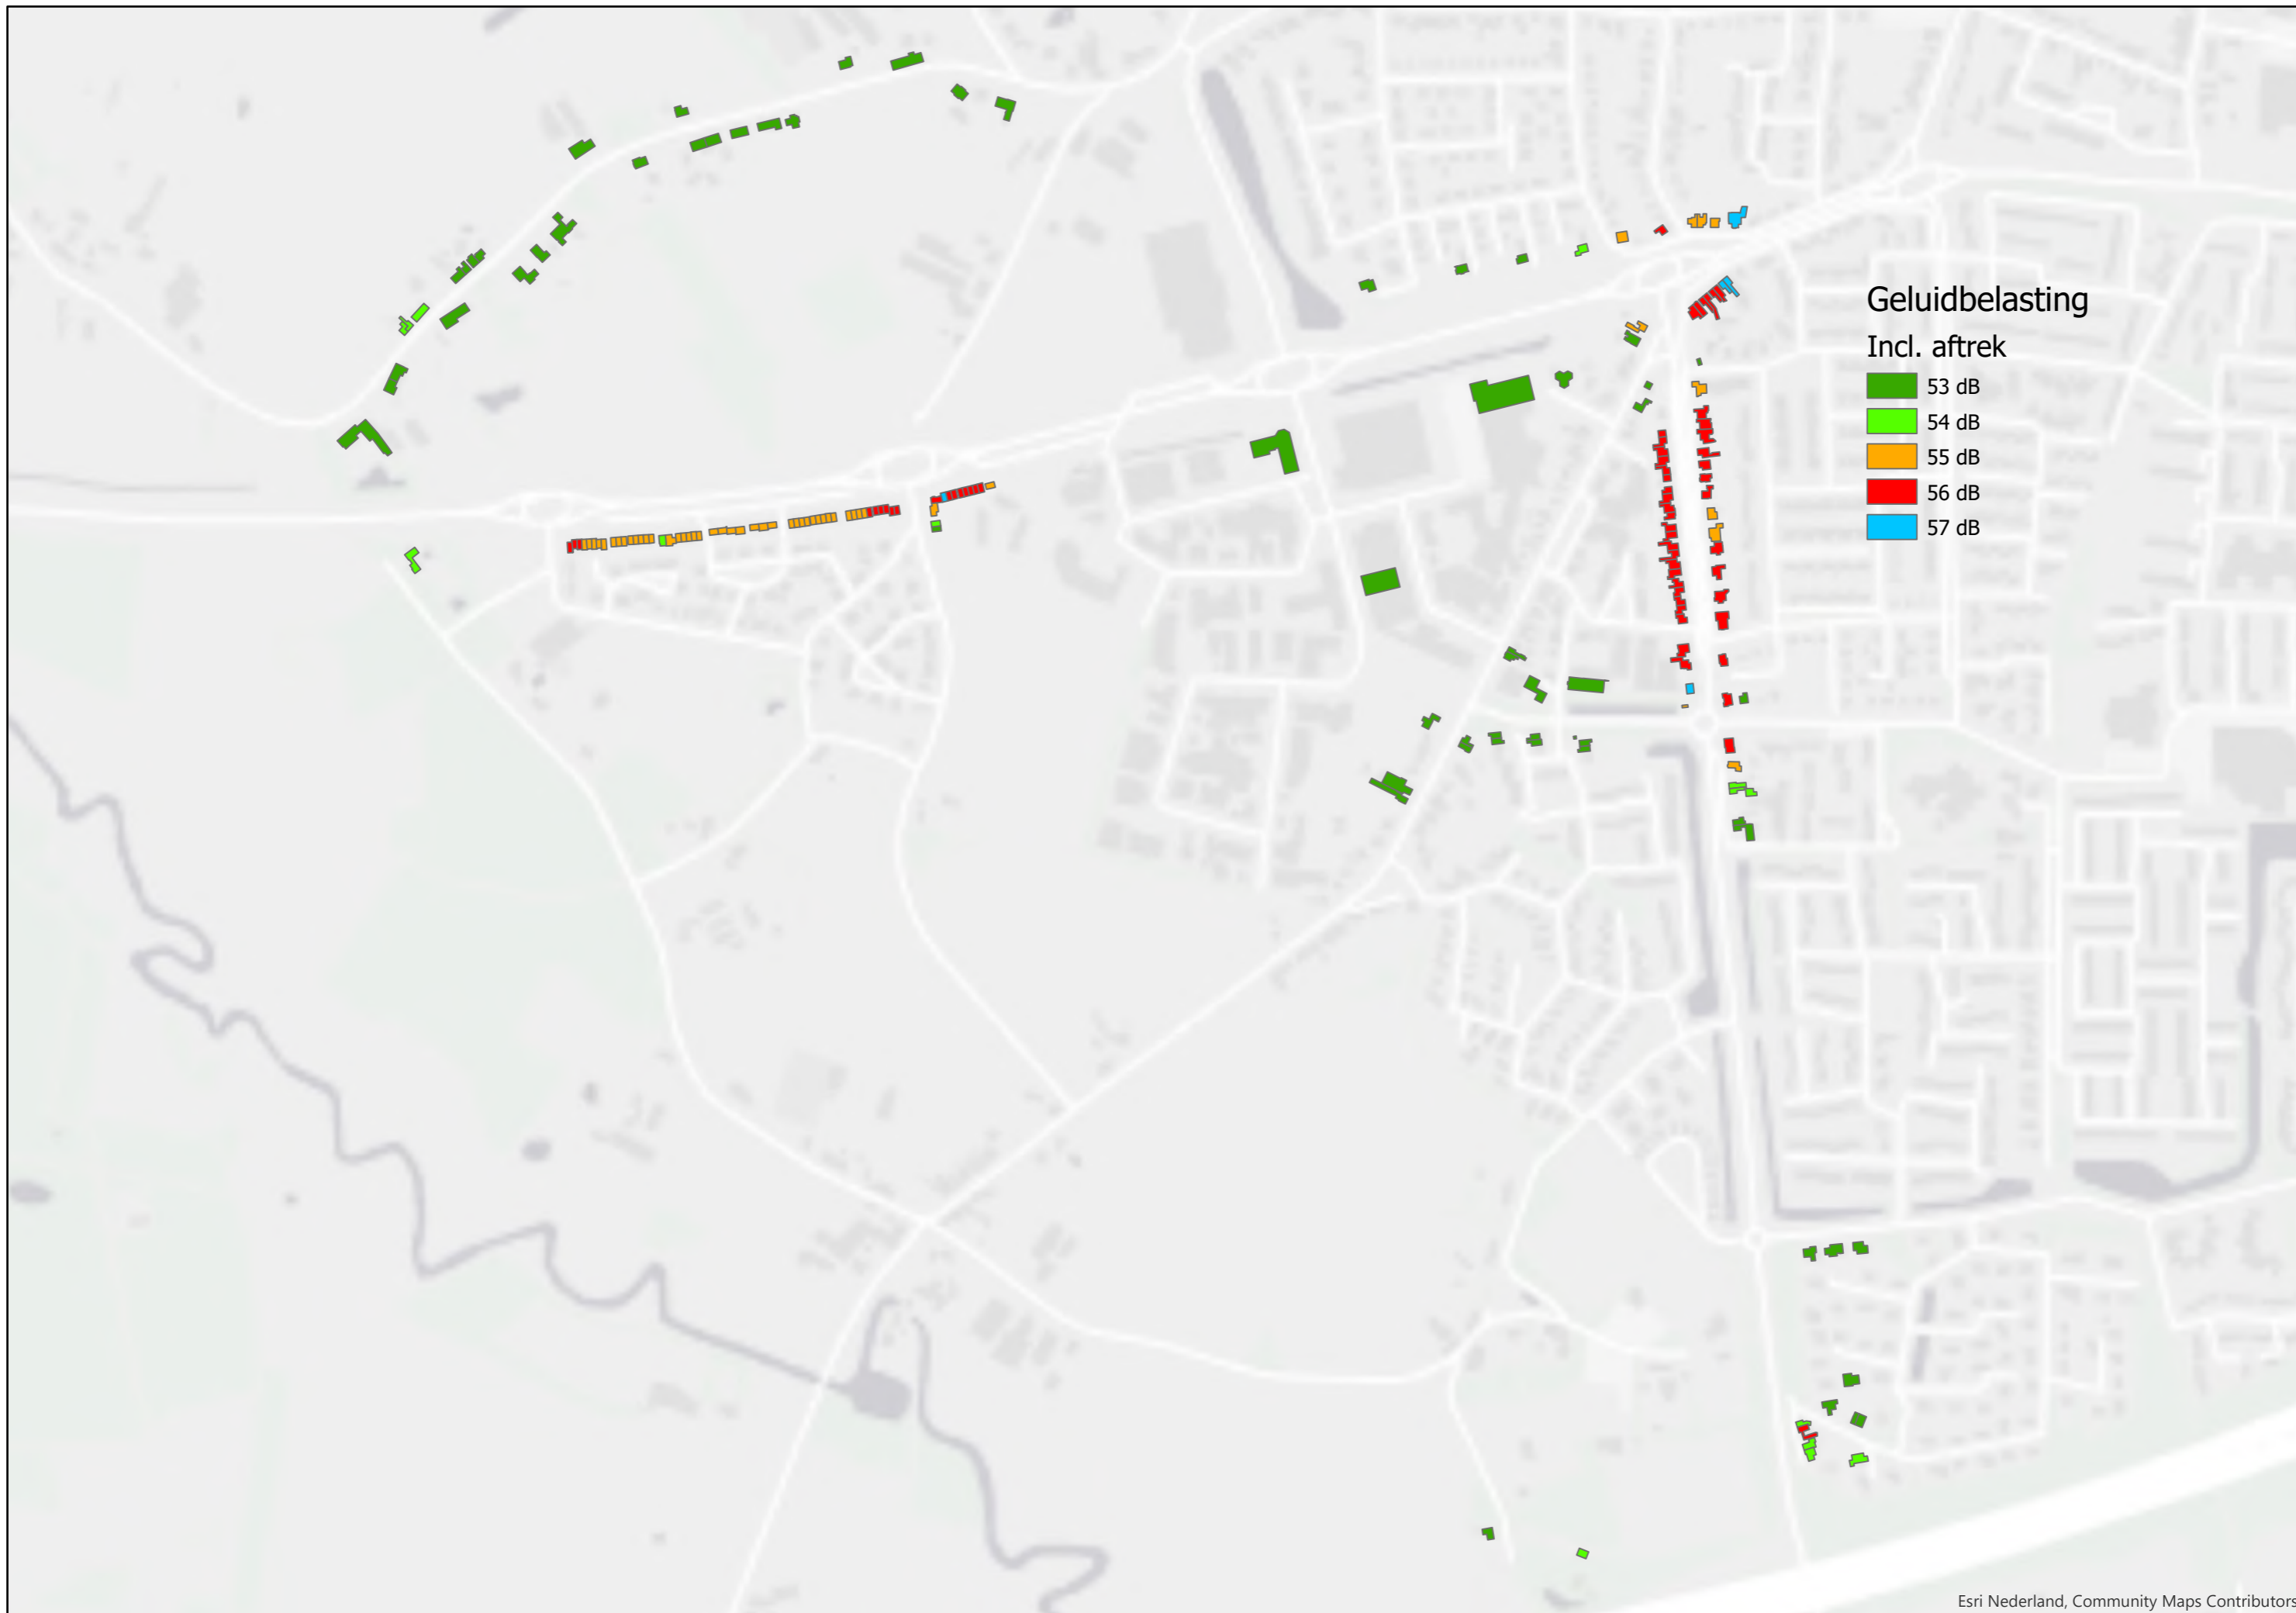 Geluidbelasting
Incl. aftrek
53 dB
54 dB
55 dB
56 dB
57 dB
Esri Nederland, Community Maps Contributors